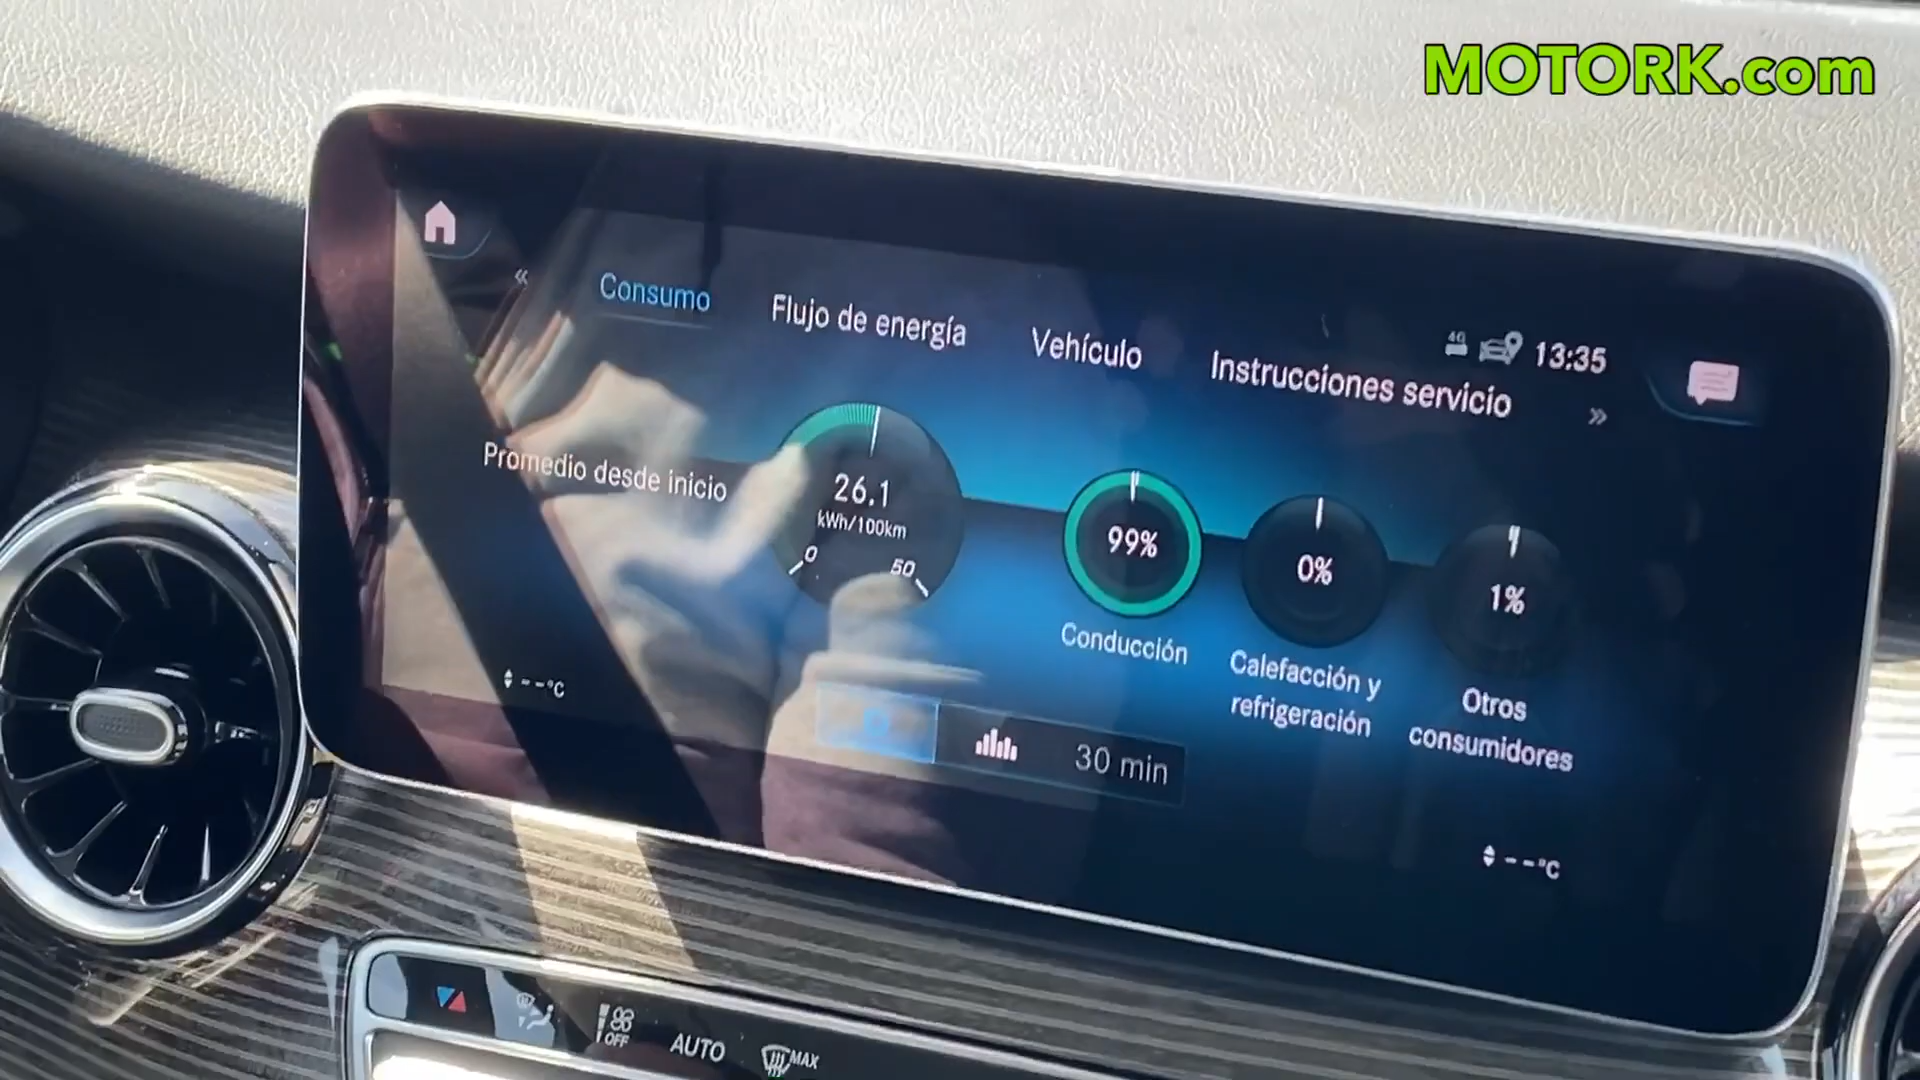 MOTORK.com
Consumo
Flujo de energía
Vehículo
Instrucciones servicio
4G
13:35
Promedio desde inicio
26.1
kWh/100km
0
50
99%
Conducción
0%
Calefacción y
refrigeración
1%
Otros
consumidores
--°C
30 min
--°C
OFF
AUTO
MAX